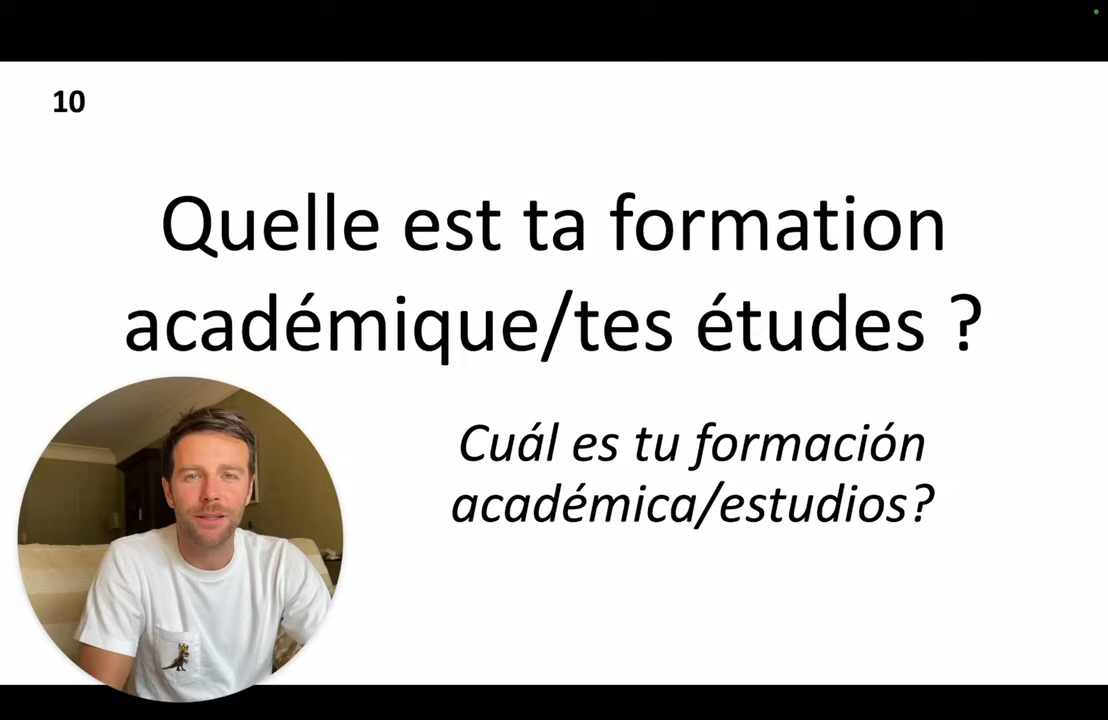 10
Quelle est ta formation
académique/tes études ?
Cuál es tu formación
académica/estudios?